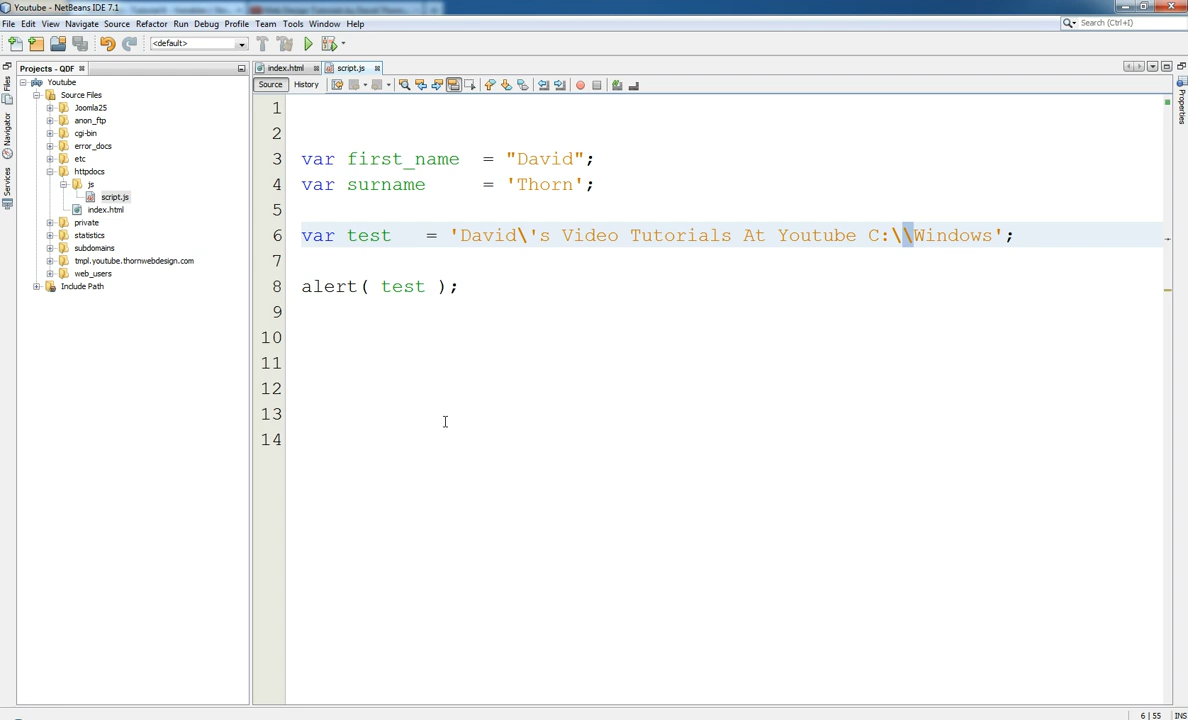 Youtube - NetBeans IDE 7.1
File Edit View Navigate Source Refactor Run Debug Profile Team Tools Window Help
Search (Ctrl+I)
<default>
Projects - QDF
index.html
script.js
Source History
Files
Navigator
Services
Properties
Youtube
Source Files
Joomla25
anon_ftp
cgi-bin
error_docs
etc
httpdocs
js
script.js
index.html
private
statistics
subdomains
tmpl.youtube.thornwebdesign.com
web_users
Include Path
1
2
3 var first_name = "David";
4 var surname = 'Thorn';
5
6 var test = 'David\'s Video Tutorials At Youtube C:\\Windows';
7
8 alert( test );
9
10
11
12
13
14
6 | 55 INS